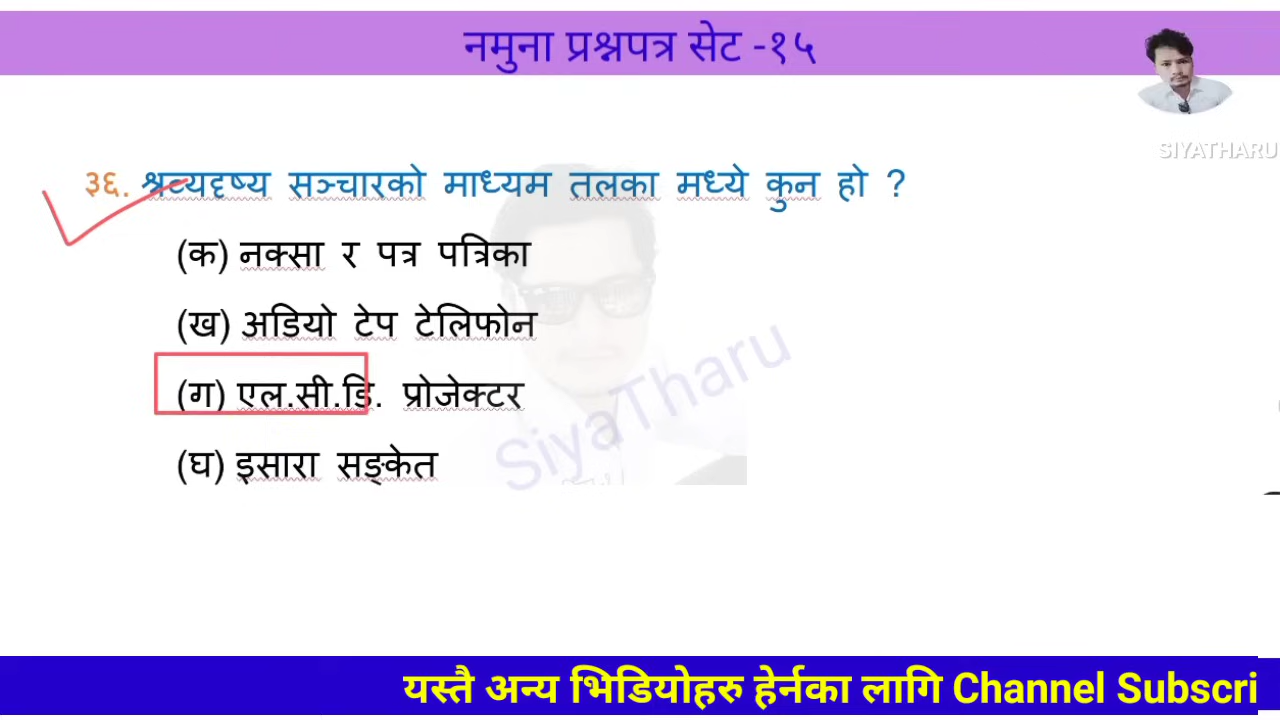 नमुना प्रश्नपत्र सेट -१५
SIYATHARU
३६. श्रव्यदृष्य सञ्चारको माध्यम तलका मध्ये कुन हो ?
(क) नक्सा र पत्र पत्रिका
(ख) अडियो टेप टेलिफोन
(ग) एल.सी.डि. प्रोजेक्टर
(घ) इसारा सङ्केत
SiyaTharu
यस्तै अन्य भिडियोहरु हेर्नका लागि Channel Subscri